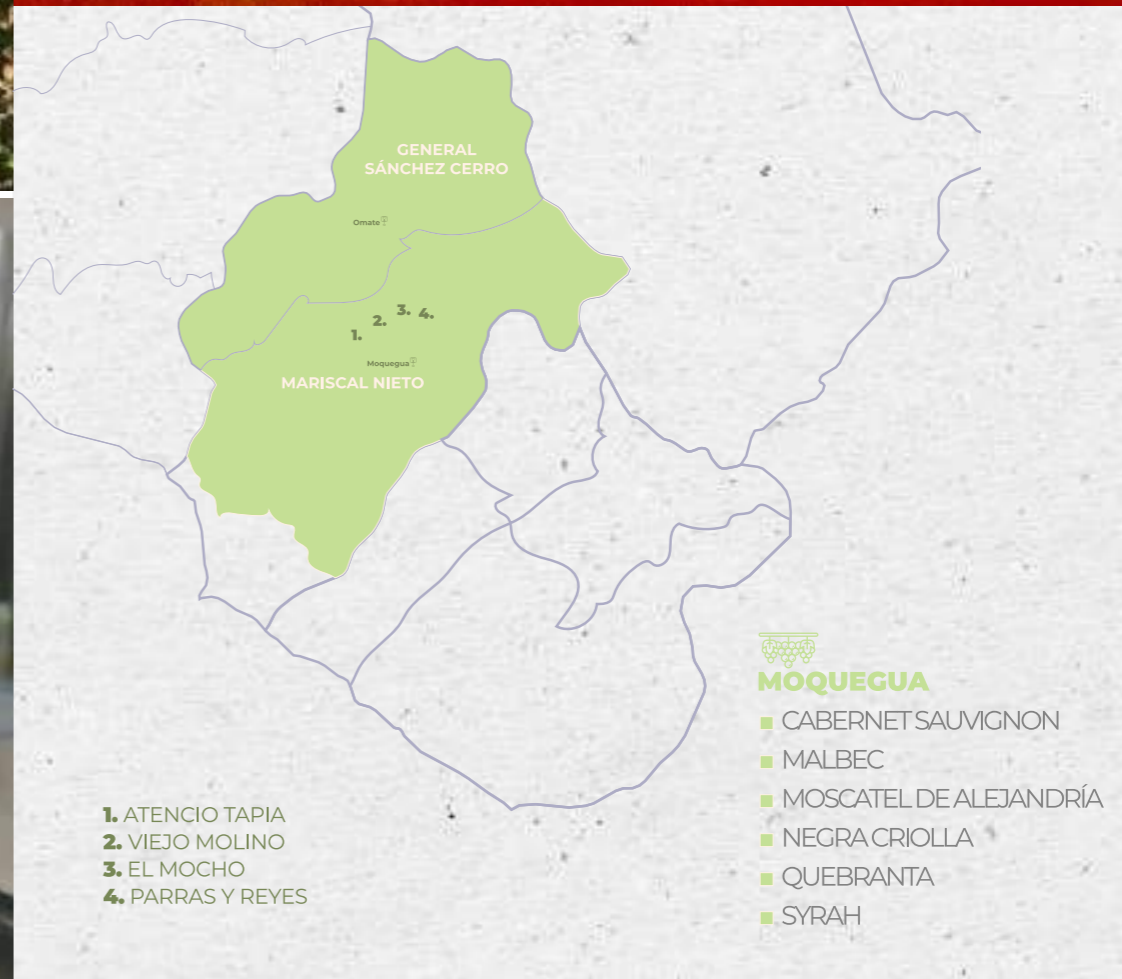 GENERAL
SÁNCHEZ CERRO
Omate
3.
4.
2.
1.
Moquegua
MARISCAL NIETO
MOQUEGUA
CABERNET SAUVIGNON
MALBEC
MOSCATEL DE ALEJANDRÍA
NEGRA CRIOLLA
QUEBRANTA
SYRAH
1. ATENCIO TAPIA
2. VIEJO MOLINO
3. EL MOCHO
4. PARRAS Y REYES